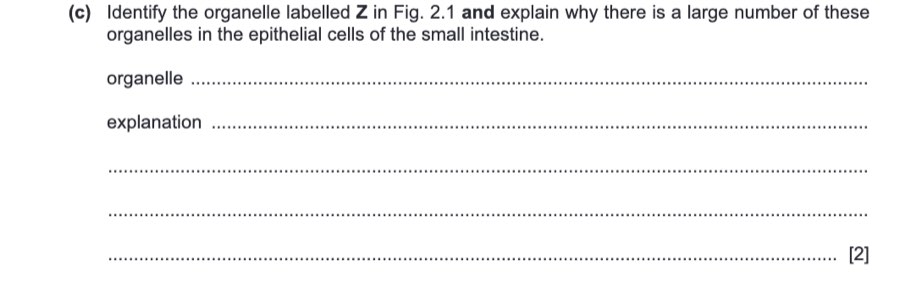 (c) Identify the organelle labelled Z in Fig. 2.1 and explain why there is a large number of these
organelles in the epithelial cells of the small intestine.
organelle ....................................................................................................
explanation ....................................................................................................
....................................................................................................
....................................................................................................
.................................................................................................... [2]